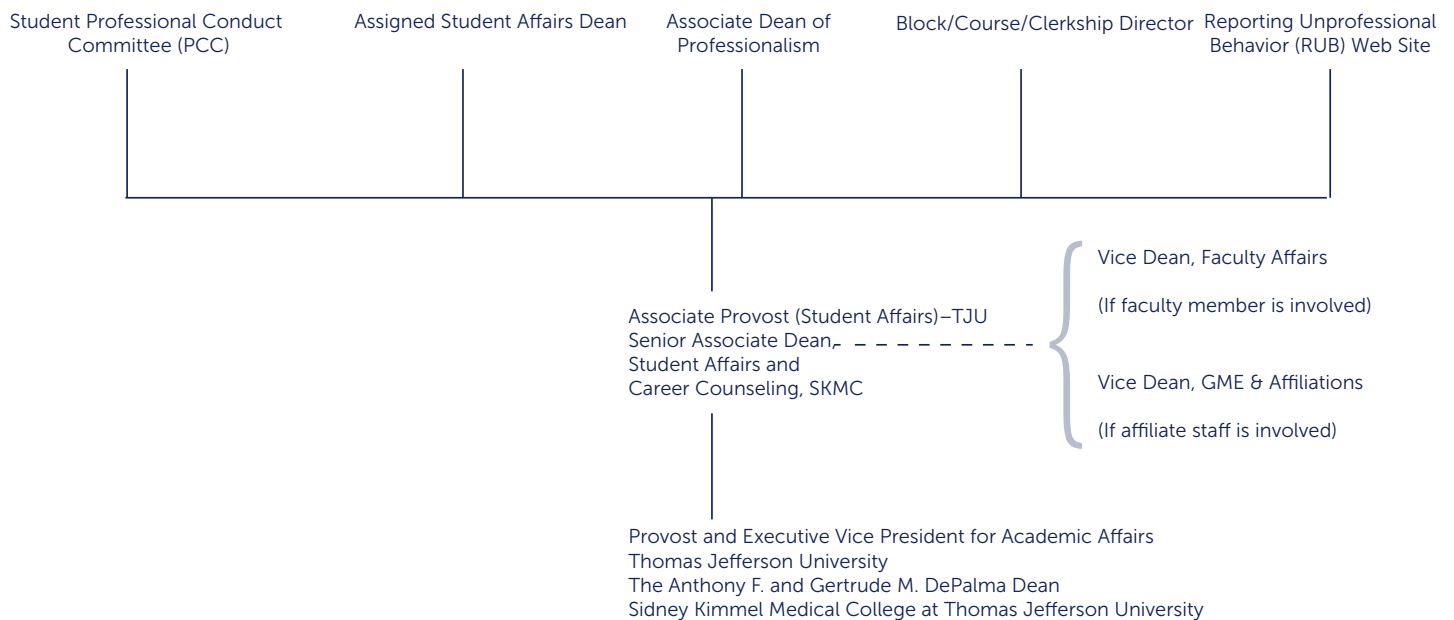 Student Professional Conduct
Committee (PCC)
Assigned Student Affairs Dean
Associate Dean of
Professionalism
Block/Course/Clerkship Director
Reporting Unprofessional
Behavior (RUB) Web Site
Associate Provost (Student Affairs)–TJU
Senior Associate Dean,
Student Affairs and
Career Counseling, SKMC
Vice Dean, Faculty Affairs
(If faculty member is involved)
Vice Dean, GME & Affiliations
(If affiliate staff is involved)
Provost and Executive Vice President for Academic Affairs
Thomas Jefferson University
The Anthony F. and Gertrude M. DePalma Dean
Sidney Kimmel Medical College at Thomas Jefferson University